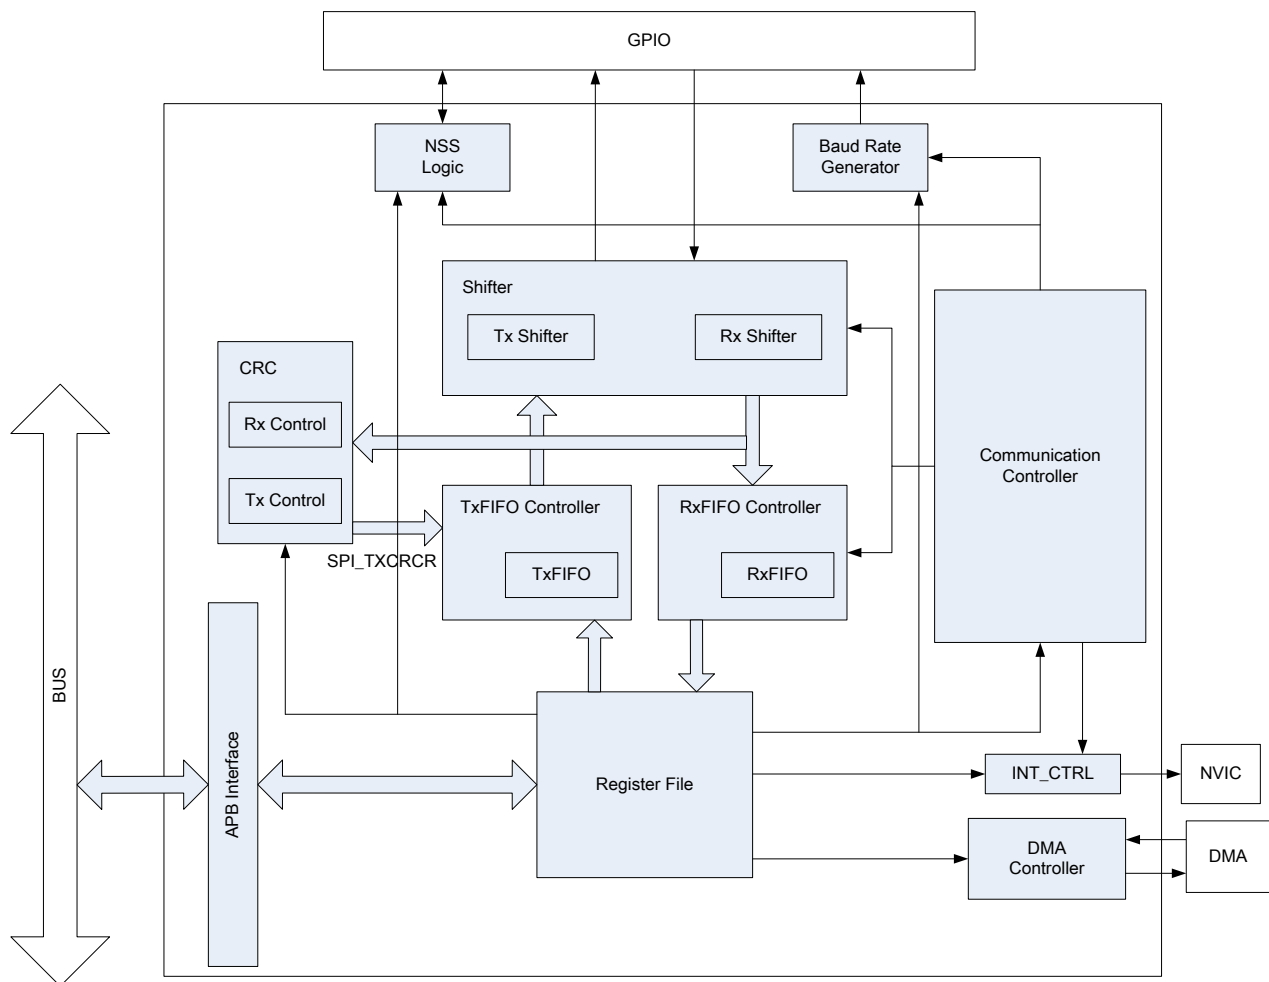 GPIO
NSS
Logic
Baud Rate
Generator
Shifter
Tx Shifter
Rx Shifter
CRC
Rx Control
Tx Control
Communication
Controller
TxFIFO Controller
TxFIFO
RxFIFO Controller
RxFIFO
SPI_TXCRCR
BUS
APB Interface
Register File
INT_CTRL
NVIC
DMA
Controller
DMA